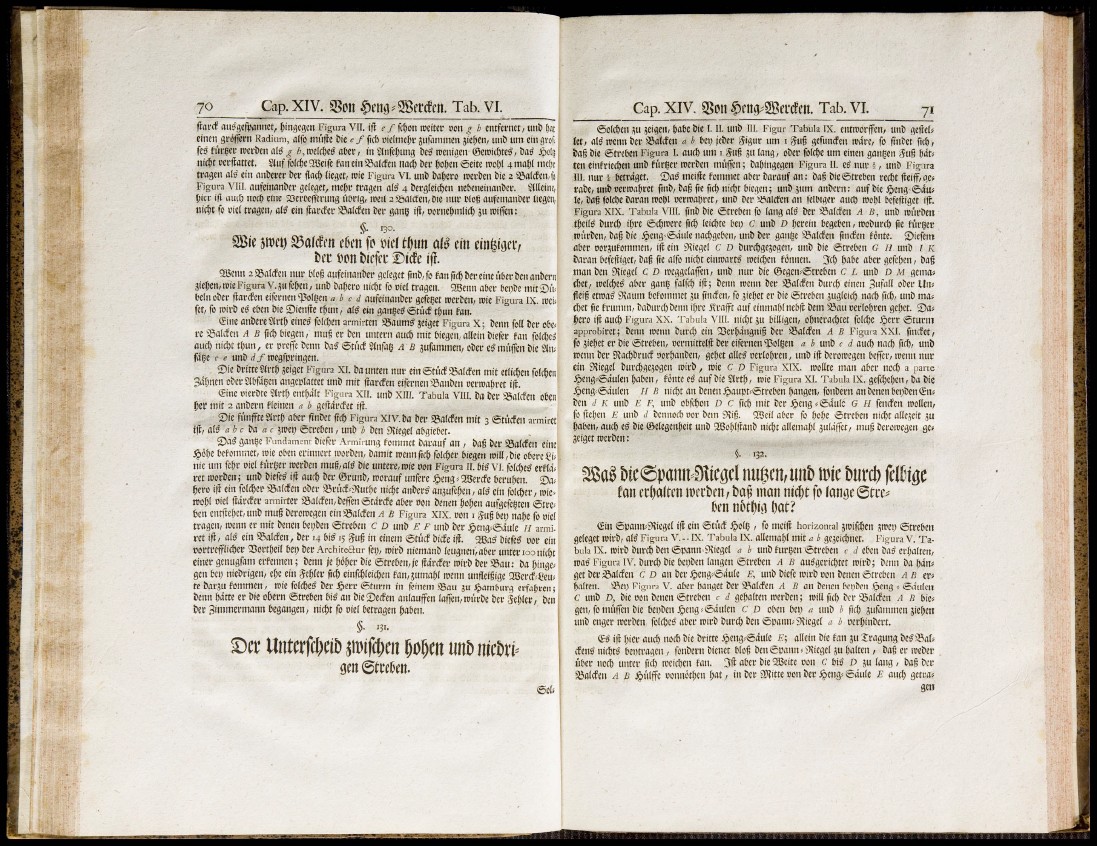 70 Cap. XIV. Von Heng-Wercken. Tab. VI.
starck ausgespannet, hingegen Figura VII. ist e f schon weiter von g h entfernet, und hat
einen grössern Radium, also müste die e f sich vielmehr zusammen ziehen, und um ein gros-
ses kürtzer werden als g h, welches aber, in Ansehung des wenigen Gewichtes, das Holtz
nicht verstattet. Auf solche Weise kan ein Balcken nach der hohen Seite wohl 4 mahl mehr
tragen als ein anderer der flach lieget, wie Figura VI. und dahero werden die 2 Balcken,
Figura VIII. aufeinander geleget, mehr tragen als 4 dergleichen nebeneinander. Alleine,
hier ist auch noch eine Verbesserung übrig, weil 2 Balcken, die nur bloß aufeinander liegen,
nicht so viel tragen, als ein starcker Balcken der gantz ist, vornehmlich zu wissen:
§. 130.
Wie zwey Balcken eben so viel thun als ein eintziger,
der von dieser Dicke ist.
Wenn 2 Balcken nur bloß aufeinander geleget sind, so kan sich der eine über den andern
ziehen, wie Figura V. zu sehen, und dahero nicht so viel tragen. Wenn aber beyde mit Dü-
beln oder starcken eisernen Poltzen a b c d aufeinander gesetzet werden, wie Figura IX. wei-
set, so wird es eben die Dienste thun, als ein gantzes Stück thun kan.
Eine andere Arth eines solchen armirten Baums zeiget Figura X; denn soll der obe-
re Balcken A B sich biegen, muß er den untern auch mit biegen, allein dieser kan solches
auch nicht thun, er presse denn das Stück Ansatz A B zusammen, oder es müssen die An-
sätze c e und d f wegspringen.
Die dritte Arth zeiget Figura XI. da unten nur ein Stück Balcken mit etlichen solchen
Zähnen oder Absätzen angeplattet und mit starcken eisernen Banden verwahret ist.
Eine vierdte Arth enthält Figura XII. und XIII. Tabula VIII. da der Balcken oben
her mit 2 andern kleinen a b gestärcket ist.
Die fünffte Arth aber findet sich Figura XIV. da der Balcken mit 3 Stücken armiret
ist, als a b c da a c zwey Streben, und b den Riegel abgiebet.
Das gantze Fundament dieser Armirung kommet darauf an, daß der Balcken eine
Höhe bekommet, wie oben erinnert worden, damit wenn sich solcher biegen will, die obere Li-
nie um sehr viel kürtzer werden muß, als die untere, wie von Figura II. bis VI. solches erklä-
ret worden; und dieses ist auch der Grund, worauf unsere Heng-Wercke beruhen. Da-
hero ist ein solcher Balcken oder Brück-Ruthe nicht anders anzusehen, als ein solcher, wie-
wohl viel stärcker armirter Balcken, dessen Stärcke aber von denen hohen aufgesetzten Stre-
ben entstehet, und muß derowegen ein Balcken A B Figura XIX. von 1 Fuß bey nahe so viel
tragen, wenn er mit denen beyden Streben C D und E F und der Heng-Säule H armi-
ret ist, als ein Balcken, der 14 bis 15 Fuß in einem Stück dicke ist. Was dieses vor ein
vortrefflicher Vortheil bey der Architectur sey, wird niemand leugnen, aber unter 100 nicht
einer genugsam erkennen; denn je höher die Streben, je stärcker wird der Bau: da hinge-
gen bey niedrigen, ehe ein Fehler sich einschleichen kan, zumahl wenn unfleißige Werck-Leu-
te darzu kommen, wie solches der Herr Sturm in seinem Bau zu Hamburg erfahren;
denn hätte er die obern Streben bis an die Decken anlauffen lassen, würde der Fehler, den
der Zimmermann begangen, nicht so viel betragen haben.
§. 131.
Der Unterscheid zwischen hohen und niedri-
gen Streben.
Sol-
Cap. XIV. Von Heng-Wercken. Tab. VI. 71
Solchen zu zeigen, habe die I. II. und III. Figur Tabula IX. entworffen, und gestel-
let, als wenn der Balcken a b bey jeder Figur um 1 Fuß gesuncken wäre, so findet sich,
daß die Streben Figura I. auch um 1 Fuß zu lang, oder solche um einen gantzen Fuß hät-
ten einkriechen und kürtzer worden müssen; dahingegen Figura II. es nur, und Figura
III. nur beträget. Das meiste kommet aber darauf an: daß die Streben recht steiff, ge-
rade, und verwahret sind, daß sie sich nicht biegen; und zum andern: auf die Heng-Säu-
le, daß solche daran wohl verwahret, und der Balcken an selbiger auch wohl befestiget ist.
Figura XIX. Tabula VIII. sind die Streben so lang als der Balcken A B, und würden
theils durch ihre Schwere sich leichte bey C und D herein begeben, wodurch sie kürtzer
würden, daß die Heng-Säule nachgeben, und der gantze Balcken sincken könte. Diesem
aber vorzukommen, ist ein Riegel C D durchgezogen, und die Streben G H und I K
daran befestiget, daß sie also nicht einwarts weichen können. Ich habe aber gesehen, daß
man den Riegel C D weggelassen, und nur die Gegen-Streben C L und D M gema-
chet, welches aber gantz falsch ist; denn wenn der Balcken durch einen Zufall oder Un-
fleiß etwas Raum bekommet zu sincken, so ziehet er die Streben zugleich nach sich, und ma-
chet sie krumm, dadurch denn ihre Krafft auf einmahl nebst dem Bau verlohren gehet. Da-
hero ist auch Figura XX. Tabula VIII. nicht zu billigen, ohnerachtet solche Herr Sturm
approbiret; denn wenn durch ein Verhängniß der Balcken A B Figura XXI. sincket,
so ziehet er die Streben, vermittelst der eisernen Poltzen a b und c d auch nach sich, und
wenn der Nachdruck vorhanden, gehet alles verlohren, und ist derowegen besser, wenn nur
ein Riegel durchgezogen wird, wie C D Figura XIX. wollte man aber noch a parte
Heng-Säulen haben, könte es auf die Arth, wie Figura XI. Tabula IX. geschehen, da die
Heng-Säulen H B nicht an denen Haupt-Streben hangen, sondern an denen beyden En-
den d K und E F, und obschon D C sich mit der Heng-Säule G H sencken wollen,
so stehen E und d dennoch vor dem Riß. Weil aber so hohe Streben nicht allezeit zu
haben, auch es die Gelegenheit und Wohlstand nicht allemahl zulässet, muß derowegen ge-
zeiget werden:
§. 132.
Was die Spann-Riegel nutzen, und wie durch selbige
kan erhalten werden, daß man nicht so lange Stre-
ben nöthig hat?
Ein Spann-Riegel ist ein Stück Holtz, so meist horizonral zwischen zwey Streben
geleget wird, als Figura V.--IX. Tabula IX. allemahl mit a b gezeichnet. Figura V. Ta-
bula IX. wird durch den Spann-Riegel a b und kurtzen Streben c d eben das erhalten,
was Figura IV. durch die beyden langen Streben A B ausgerichtet wird; denn da hän-
get der Balcken C D an der Heng-Säule E, und diese wird von denen Streben A B er-
halten. Bey Figura V. aber hanget der Balcken A B an denen beyden Heng-Säulen
C und D, die von denen Streben c d gehalten werden; will sich der Balcken A B bie-
gen, so müssen die beyden Heng-Säulen C D oben bey a und b sich zusammen ziehen
und enger werden, solches aber wird durch den Spann-Riegel a b verhindert.
Es ist hier auch noch die dritte Heng-Säule E; allein die kan zu Tragung des Bal-
ckens nichts beytragen, sondern dienet bloß den Spann-Riegel zu halten, daß er weder
über noch unter sich weichen kan. Ist aber die Weite von C bis D zu lang, daß der
Balcken A B Hülffe vonnöthen hat, in der Mitte von der Heng-Säule E auch getra-
gen